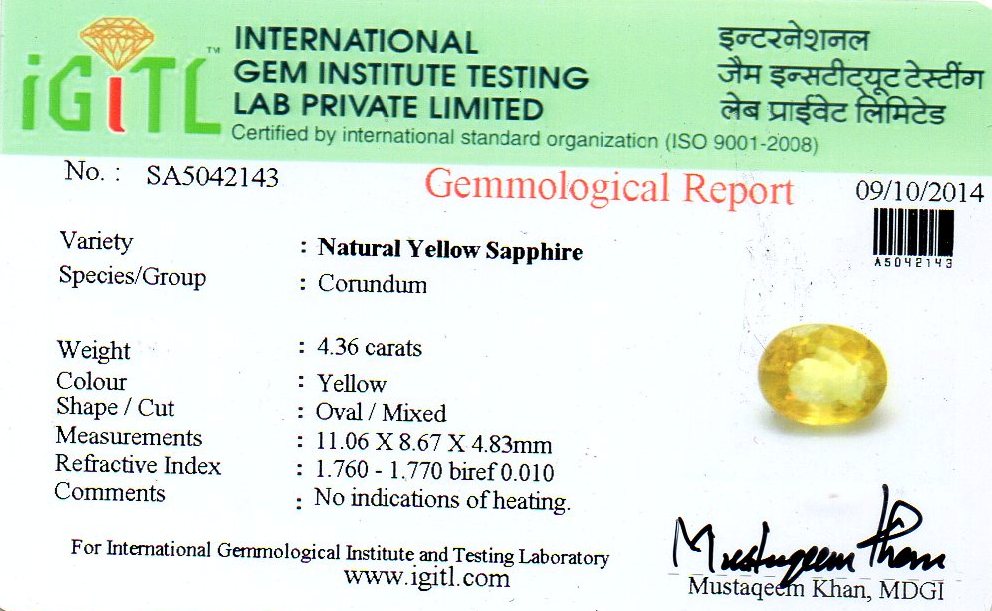 iGiTL ™
INTERNATIONAL
GEM INSTITUTE TESTING
LAB PRIVATE LIMITED
Certified by international standard organization (ISO 9001-2008)
इन्टरनेशनल
जैम इन्सटीट्यूट टेस्टींग
लेब प्राईवेट लिमिटेड
No. : SA5042143
Gemmological Report
09/10/2014
A5042143
Variety : Natural Yellow Sapphire
Species/Group : Corundum
Weight : 4.36 carats
Colour : Yellow
Shape / Cut : Oval / Mixed
Measurements : 11.06 X 8.67 X 4.83mm
Refractive Index : 1.760 - 1.770 biref 0.010
Comments : No indications of heating.
For International Gemmological Institute and Testing Laboratory
www.igitl.com
Mustaqeem Khan
Mustaqeem Khan, MDGI